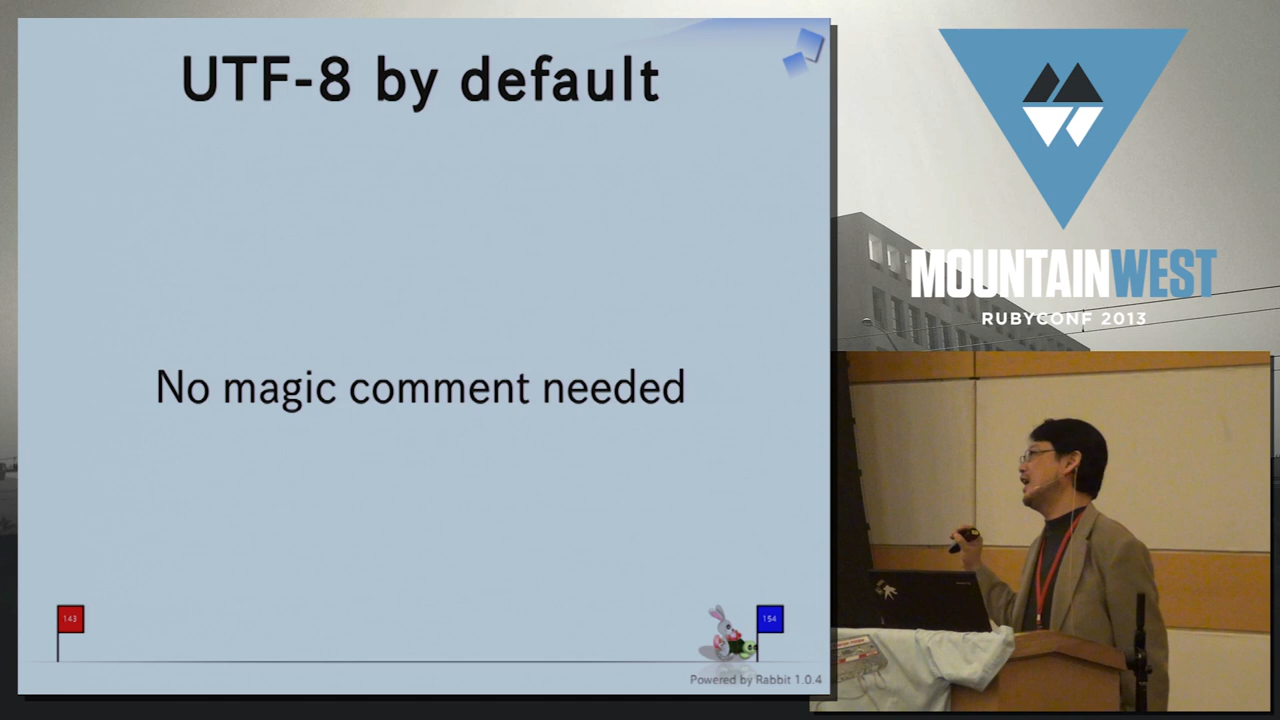 UTF-8 by default
No magic comment needed
143
154
Powered by Rabbit 1.0.4
MOUNTAINWEST
RUBYCONF 2013